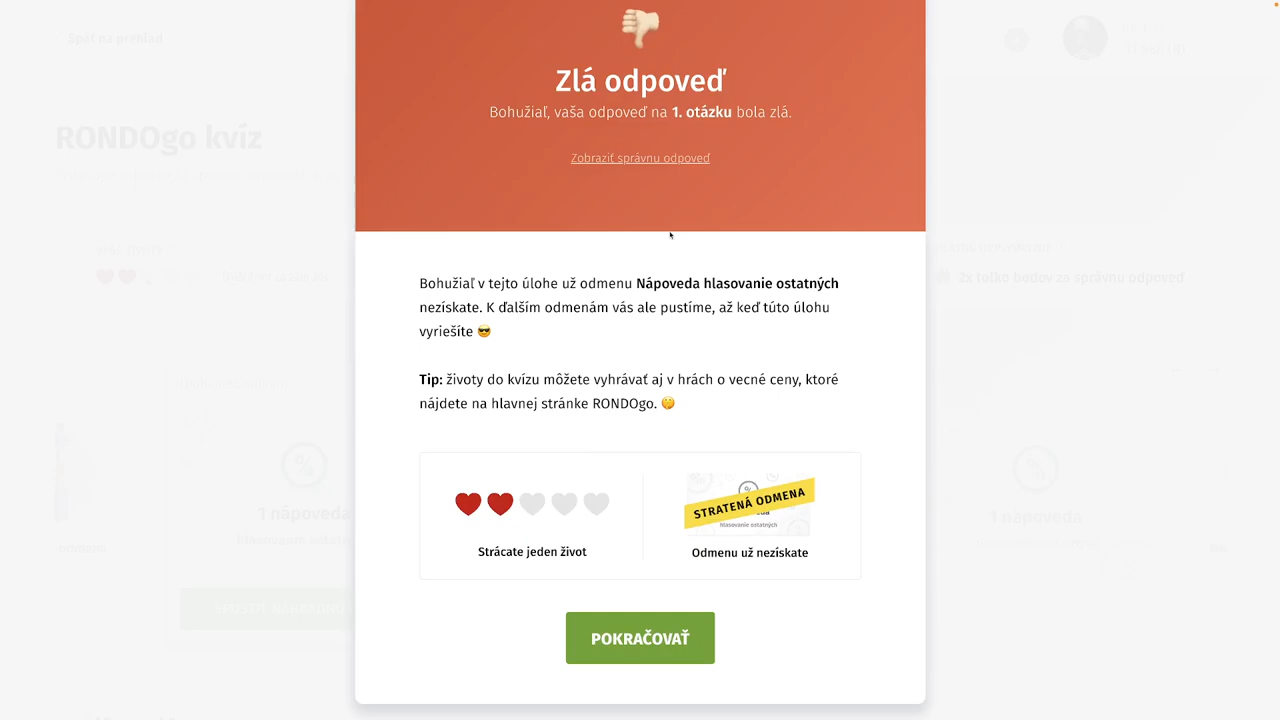 Späť na prehľad
Zlá odpoveď
Bohužiaľ, vaša odpoveď na 1. otázku bola zlá.
Zobraziť správnu odpoveď
RONDOgo kvíz
2x toľko bodov za správnu odpoveď
Bohužiaľ v tejto úlohe už odmenu Nápoveda hlasovanie ostatných
nezískate. K ďalším odmenám vás ale pustíme, až keď túto úlohu
vyriešíte 😎
Tip: životy do kvízu môžete vyhrávať aj v hrách o vecné ceny, ktoré
nájdete na hlavnej stránke RONDOgo. 🤭
1 nápoveda
STRATENÁ ODMENA
hlasovanie ostatných
Strácate jeden život
Odmenu už nezískate
1 nápoveda
POKRAČOVAŤ